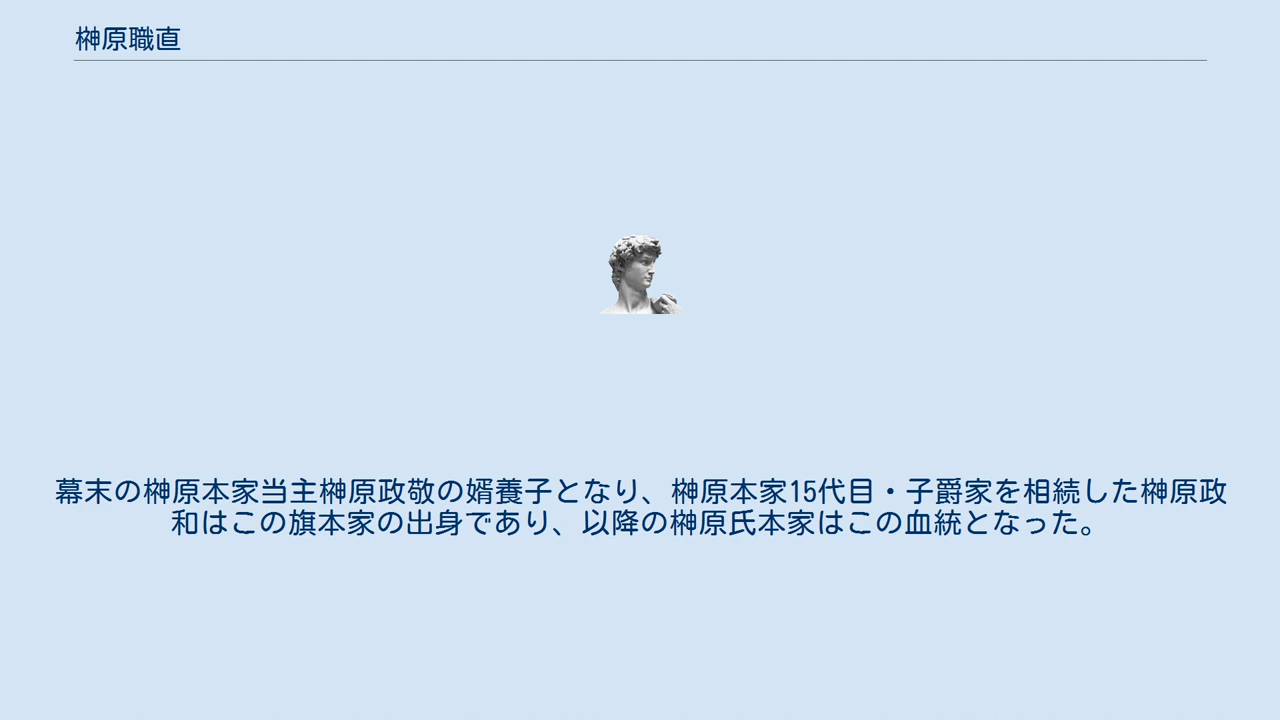 榊原職直
幕末の榊原本家当主榊原政敬の婿養子となり、榊原本家15代目・子爵家を相続した榊原政
和はこの旗本家の出身であり、以降の榊原氏本家はこの血統となった。